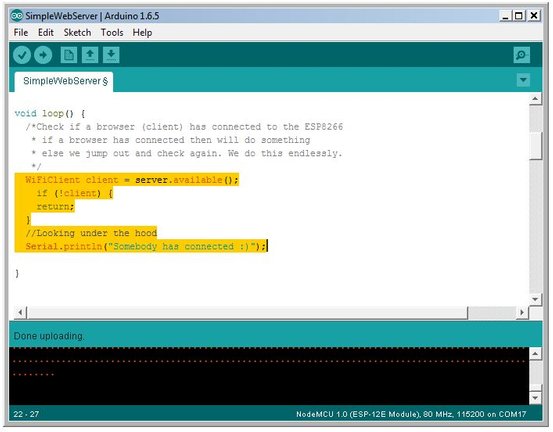 SimpleWebServer | Arduino 1.6.5
File Edit Sketch Tools Help
SimpleWebServer §
void loop() {
/*Check if a browser (client) has connected to the ESP8266
* if a browser has connected then will do something
* else we jump out and check again. We do this endlessly.
*/
WiFiClient client = server.available();
if (!client) {
return;
}
//Looking under the hood
Serial.println("Somebody has connected :)");
}
Done uploading.
22 - 27 NodeMCU 1.0 (ESP-12E Module), 80 MHz, 115200 on COM17